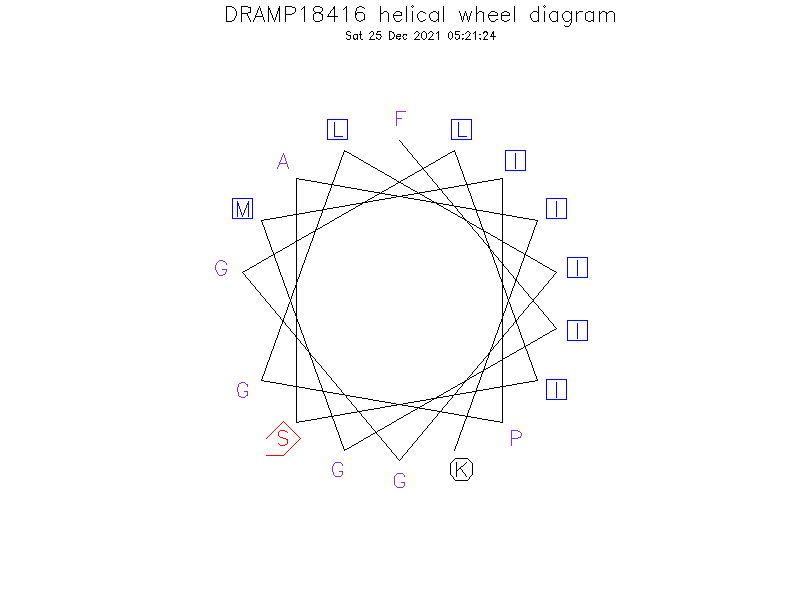 DRAMP18416 helical wheel diagram
Sat 25 Dec 2021 05:21:24
F
L L
A I
M I
G I
I
G I
S P
G K
G